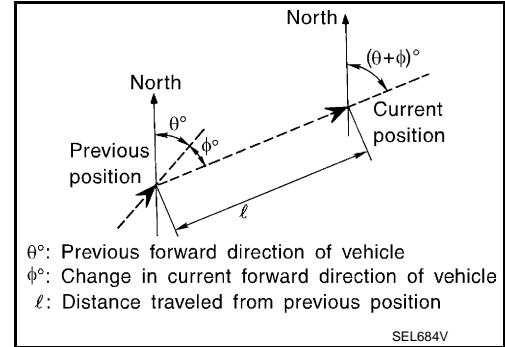 North
(θ+ϕ)°
North
θ°
ϕ°
Previous
position
Current
position
ℓ
θ°: Previous forward direction of vehicle
ϕ°: Change in current forward direction of vehicle
ℓ: Distance traveled from previous position
SEL684V